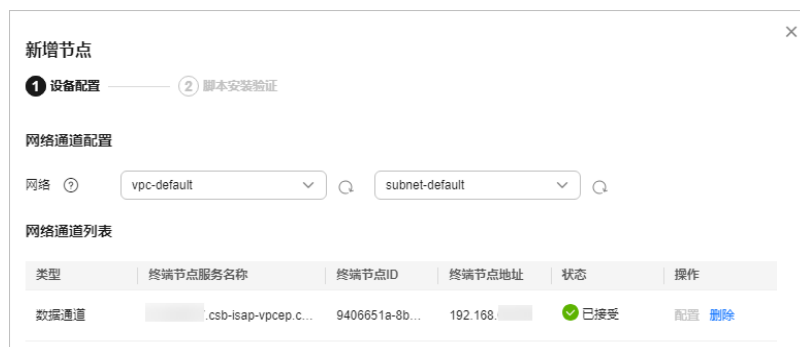 新增节点
1 设备配置 2 脚本安装验证
网络通道配置
网络 ? vpc-default subnet-default
网络通道列表
类型 终端节点服务名称 终端节点ID 终端节点地址 状态 操作
数据通道 .csb-isap-vpcep.c... 9406651a-8b... 192.168. 已接受 配置 删除